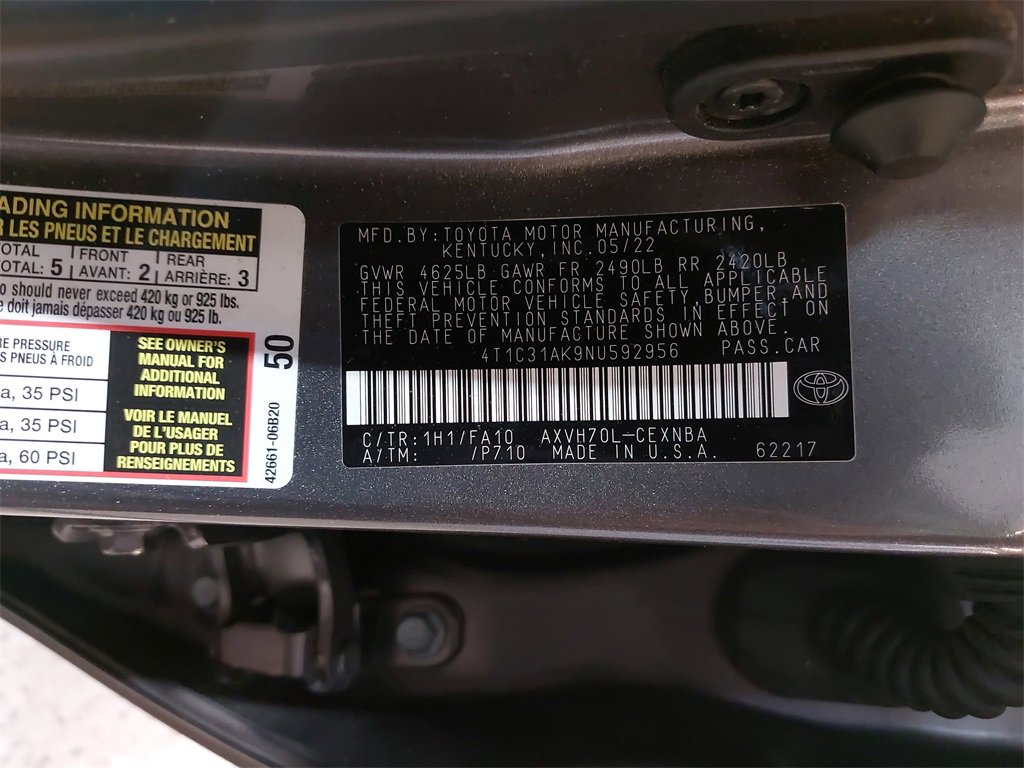 ADING INFORMATION
R LES PNEUS ET LE CHARGEMENT
TOTAL FRONT REAR
TOTAL: 5 AVANT: 2 ARRIÈRE: 3
should never exceed 420 kg or 925 lbs.
doit jamais dépasser 420 kg ou 925 lb.
RE PRESSURE
PNEUS À FROID
a, 35 PSI
a, 35 PSI
a, 60 PSI
SEE OWNER'S
MANUAL FOR
ADDITIONAL
INFORMATION
VOIR LE MANUEL
DE L'USAGER
POUR PLUS DE
RENSEIGNEMENTS
50
42661-06B20
MFD.BY:TOYOTA MOTOR MANUFACTURING,
KENTUCKY, INC.05/22
GVWR 4625LB GAWR FR 2490LB RR 2420LB
THIS VEHICLE CONFORMS TO ALL APPLICABLE
FEDERAL MOTOR VEHICLE SAFETY,BUMPER,AND
THEFT PREVENTION STANDARDS IN EFFECT ON
THE DATE OF MANUFACTURE SHOWN ABOVE.
4T1C31AK9NU592956 PASS.CAR
C/TR:1H1/FA10 AXVH70L-CEXNBA
A/TM: /P710 MADE IN U.S.A. 62217